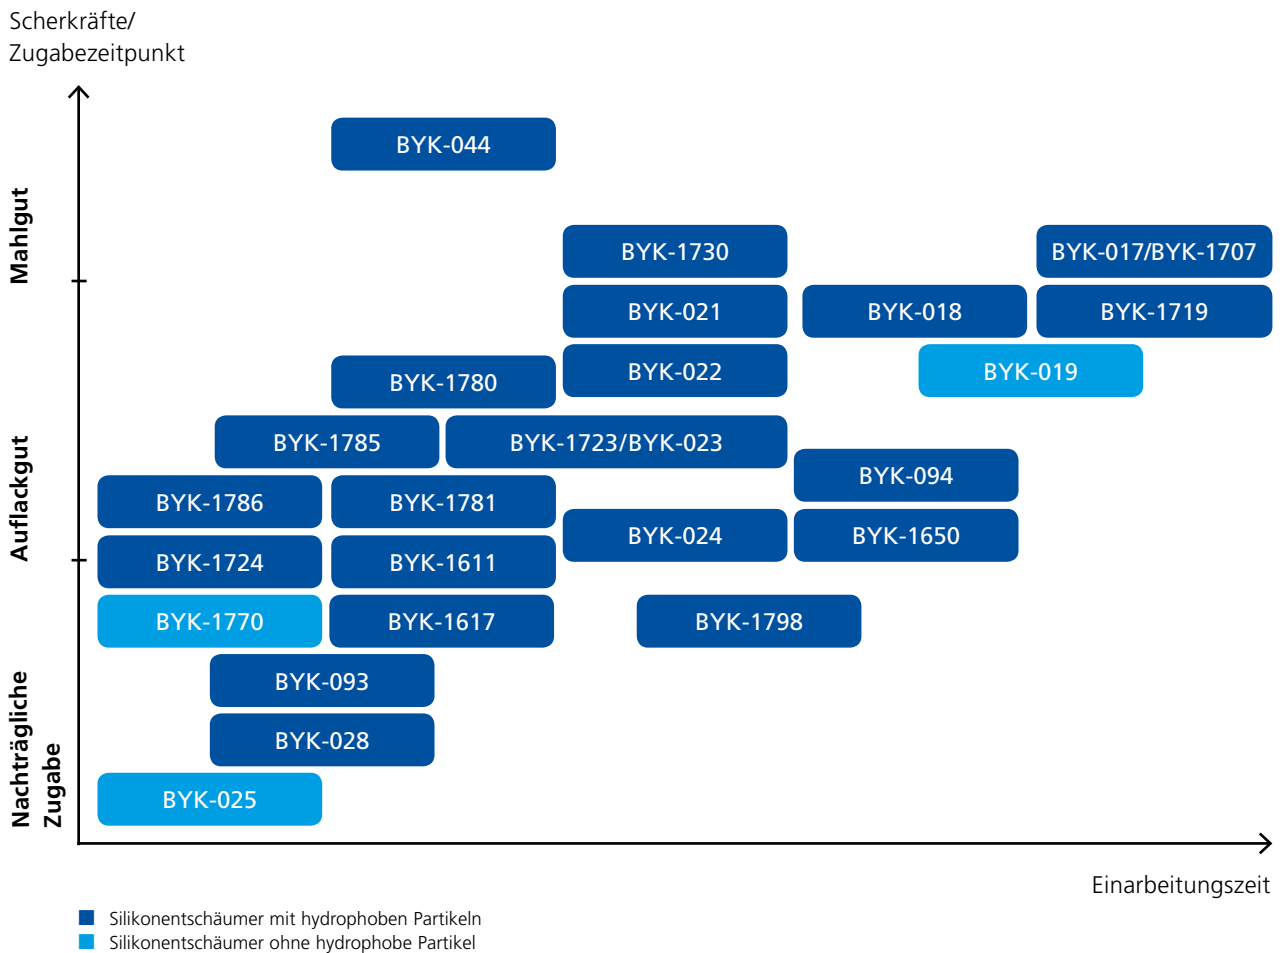 Scherkräfte/
Zugabezeitpunkt
Mahlgut
Auflackgut
Nachträgliche
Zugabe
BYK-044
BYK-1730
BYK-017/BYK-1707
BYK-021
BYK-018
BYK-1719
BYK-022
BYK-019
BYK-1780
BYK-1785
BYK-1723/BYK-023
BYK-094
BYK-1786
BYK-1781
BYK-024
BYK-1650
BYK-1724
BYK-1611
BYK-1770
BYK-1617
BYK-1798
BYK-093
BYK-028
BYK-025
Einarbeitungszeit
Silikonentschäumer mit hydrophoben Partikeln
Silikonentschäumer ohne hydrophobe Partikel